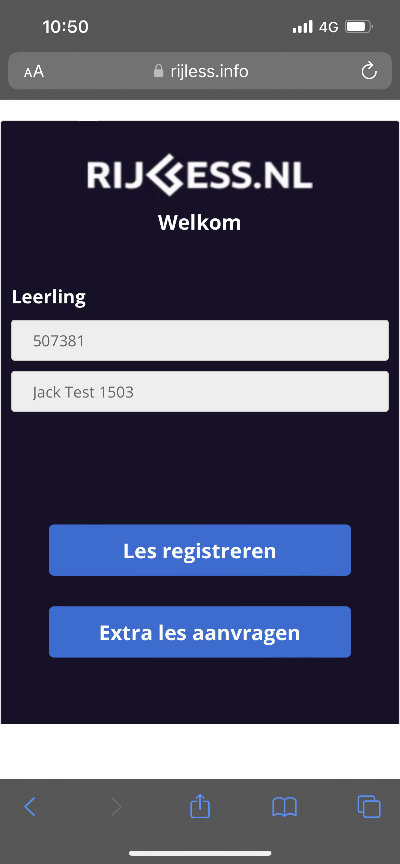 10:50
4G
AA
rijless.info
RIJLESS.NL
Welkom
Leerling
507381
Jack Test 1503
Les registreren
Extra les aanvragen